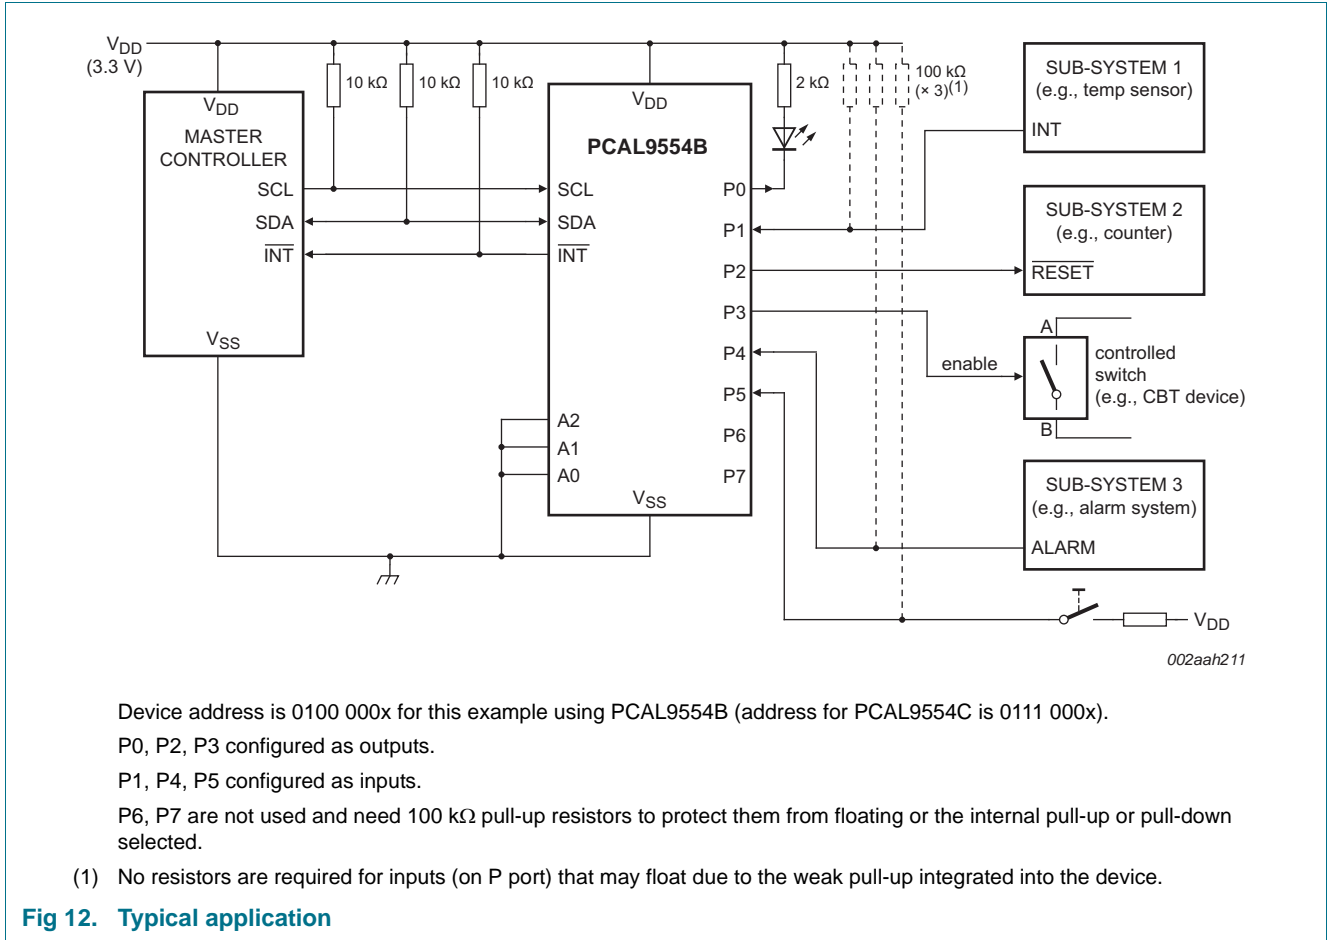 VDD
(3.3 V)
10 kΩ
10 kΩ
10 kΩ
2 kΩ
100 kΩ
(× 3)(1)
VDD
MASTER
CONTROLLER
SCL
SDA
INT
VSS
VDD
PCAL9554B
SCL
SDA
INT
A2
A1
A0
VSS
P0
P1
P2
P3
P4
P5
P6
P7
SUB-SYSTEM 1
(e.g., temp sensor)
INT
SUB-SYSTEM 2
(e.g., counter)
RESET
enable
A
B
controlled
switch
(e.g., CBT device)
SUB-SYSTEM 3
(e.g., alarm system)
ALARM
VDD
002aah211
Device address is 0100 000x for this example using PCAL9554B (address for PCAL9554C is 0111 000x).
P0, P2, P3 configured as outputs.
P1, P4, P5 configured as inputs.
P6, P7 are not used and need 100 kΩ pull-up resistors to protect them from floating or the internal pull-up or pull-down
selected.
(1) No resistors are required for inputs (on P port) that may float due to the weak pull-up integrated into the device.
Fig 12. Typical application